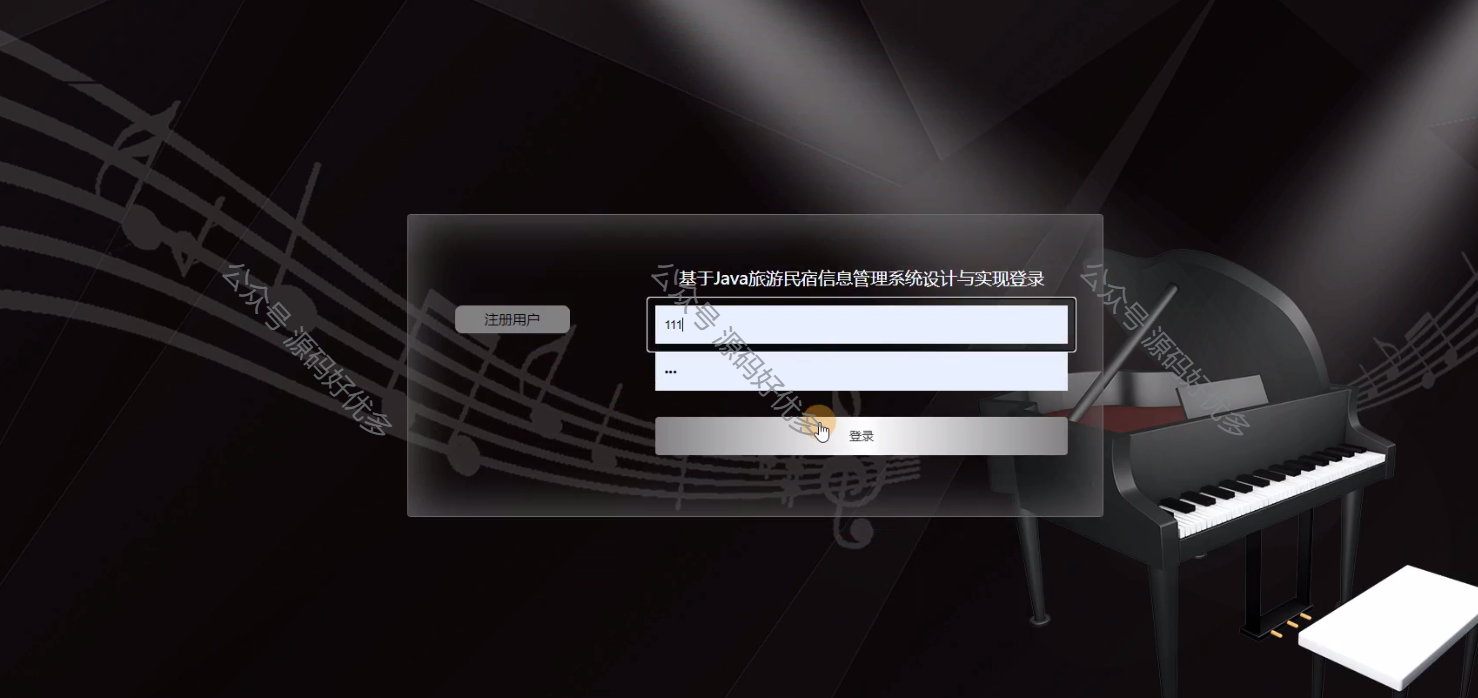 基于Java旅游民宿信息管理系统设计与实现登录
注册用户
111
•••
登录
公众号 源码好优多
公众号 源码好优多
公众号 源码好优多